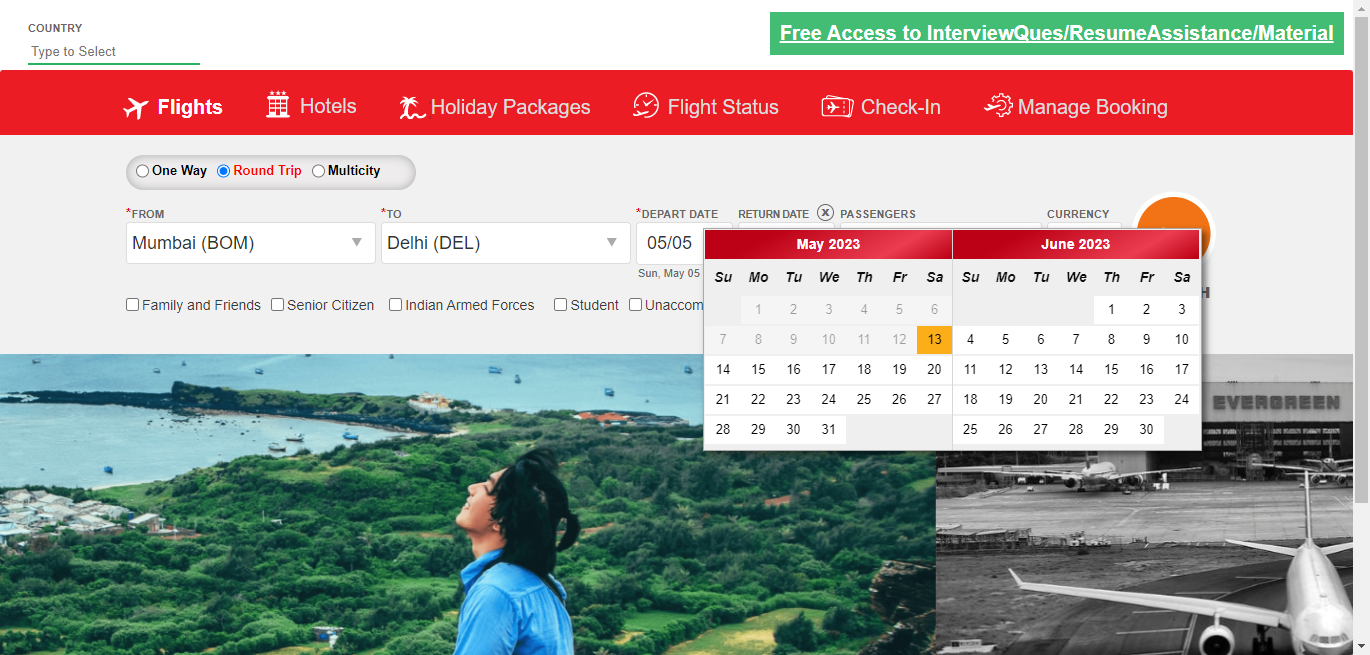 COUNTRY
Type to Select
Free Access to InterviewQues/ResumeAssistance/Material
Flights Hotels Holiday Packages Flight Status Check-In Manage Booking
One Way Round Trip Multicity
*FROM *TO *DEPART DATE RETURN DATE X PASSENGERS CURRENCY
Mumbai (BOM) Delhi (DEL) 05/05
Sun, May 05
Family and Friends Senior Citizen Indian Armed Forces Student Unaccom
H
May 2023 June 2023
Su Mo Tu We Th Fr Sa Su Mo Tu We Th Fr Sa
1 2 3 4 5 6 1 2 3
7 8 9 10 11 12 13 4 5 6 7 8 9 10
14 15 16 17 18 19 20 11 12 13 14 15 16 17
21 22 23 24 25 26 27 18 19 20 21 22 23 24
28 29 30 31 25 26 27 28 29 30
EVERGREEN